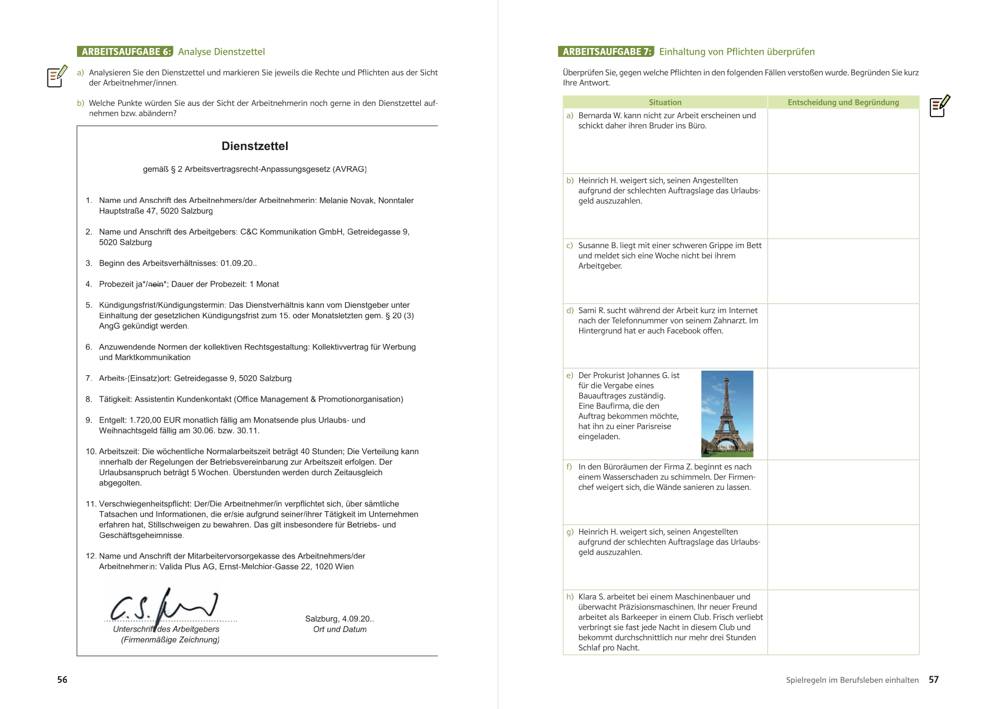 ARBEITSAUFGABE 6: Analyse Dienstzettel
a) Analysieren Sie den Dienstzettel und markieren Sie jeweils die Rechte und Pflichten aus der Sicht
der Arbeitnehmer/innen.
b) Welche Punkte würden Sie aus der Sicht der Arbeitnehmerin noch gerne in den Dienstzettel auf-
nehmen bzw. abändern?
Dienstzettel
gemäß § 2 Arbeitsvertragsrecht-Anpassungsgesetz (AVRAG)
1. Name und Anschrift des Arbeitnehmers/der Arbeitnehmerin: Melanie Novak, Nonntaler
Hauptstraße 47, 5020 Salzburg
2. Name und Anschrift des Arbeitgebers: C&C Kommunikation GmbH, Getreidegasse 9,
5020 Salzburg
3. Beginn des Arbeitsverhältnisses: 01.09.20..
4. Probezeit ja*/nein*; Dauer der Probezeit: 1 Monat
5. Kündigungsfrist/Kündigungstermin: Das Dienstverhältnis kann vom Dienstgeber unter
Einhaltung der gesetzlichen Kündigungsfrist zum 15. oder Monatsletzten gem. § 20 (3)
AngG gekündigt werden.
6. Anzuwendende Normen der kollektiven Rechtsgestaltung: Kollektivvertrag für Werbung
und Marktkommunikation
7. Arbeits-(Einsatz)ort: Getreidegasse 9, 5020 Salzburg
8. Tätigkeit: Assistentin Kundenkontakt (Office Management & Promotionorganisation)
9. Entgelt: 1.720,00 EUR monatlich fällig am Monatsende plus Urlaubs- und
Weihnachtsgeld fällig am 30.06. bzw. 30.11.
10. Arbeitszeit: Die wöchentliche Normalarbeitszeit beträgt 40 Stunden; Die Verteilung kann
innerhalb der Regelungen der Betriebsvereinbarung zur Arbeitszeit erfolgen. Der
Urlaubsanspruch beträgt 5 Wochen. Überstunden werden durch Zeitausgleich
abgegolten.
11. Verschwiegenheitspflicht: Der/Die Arbeitnehmer/in verpflichtet sich, über sämtliche
Tatsachen und Informationen, die er/sie aufgrund seiner/ihrer Tätigkeit im Unternehmen
erfahren hat, Stillschweigen zu bewahren. Das gilt insbesondere für Betriebs- und
Geschäftsgeheimnisse.
12. Name und Anschrift der Mitarbeitervorsorgekasse des Arbeitnehmers/der
Arbeitnehmerin: Valida Plus AG, Ernst-Melchior-Gasse 22, 1020 Wien
C.S.
Unterschrift des Arbeitgebers
(Firmenmäßige Zeichnung)
Salzburg, 4.09.20..
Ort und Datum
56
ARBEITSAUFGABE 7: Einhaltung von Pflichten überprüfen
Überprüfen Sie, gegen welche Pflichten in den folgenden Fällen verstoßen wurde. Begründen Sie kurz
Ihre Antwort.
Situation
Entscheidung und Begründung
a) Bernarda W. kann nicht zur Arbeit erscheinen und
schickt daher ihren Bruder ins Büro.
b) Heinrich H. weigert sich, seinen Angestellten
aufgrund der schlechten Auftragslage das Urlaubs-
geld auszuzahlen.
c) Susanne B. liegt mit einer schweren Grippe im Bett
und meldet sich eine Woche nicht bei ihrem
Arbeitgeber.
d) Sami R. sucht während der Arbeit kurz im Internet
nach der Telefonnummer von seinem Zahnarzt. Im
Hintergrund hat er auch Facebook offen.
e) Der Prokurist Johannes G. ist
für die Vergabe eines
Bauauftrages zuständig.
Eine Baufirma, die den
Auftrag bekommen möchte,
hat ihn zu einer Parisreise
eingeladen.
f) In den Büroräumen der Firma Z. beginnt es nach
einem Wasserschaden zu schimmeln. Der Firmen-
chef weigert sich, die Wände sanieren zu lassen.
g) Heinrich H. weigert sich, seinen Angestellten
aufgrund der schlechten Auftragslage das Urlaubs-
geld auszuzahlen.
h) Klara S. arbeitet bei einem Maschinenbauer und
überwacht Präzisionsmaschinen. Ihr neuer Freund
arbeitet als Barkeeper in einem Club. Frisch verliebt
verbringt sie fast jede Nacht in diesem Club und
bekommt durchschnittlich nur mehr drei Stunden
Schlaf pro Nacht.
Spielregeln im Berufsleben einhalten 57